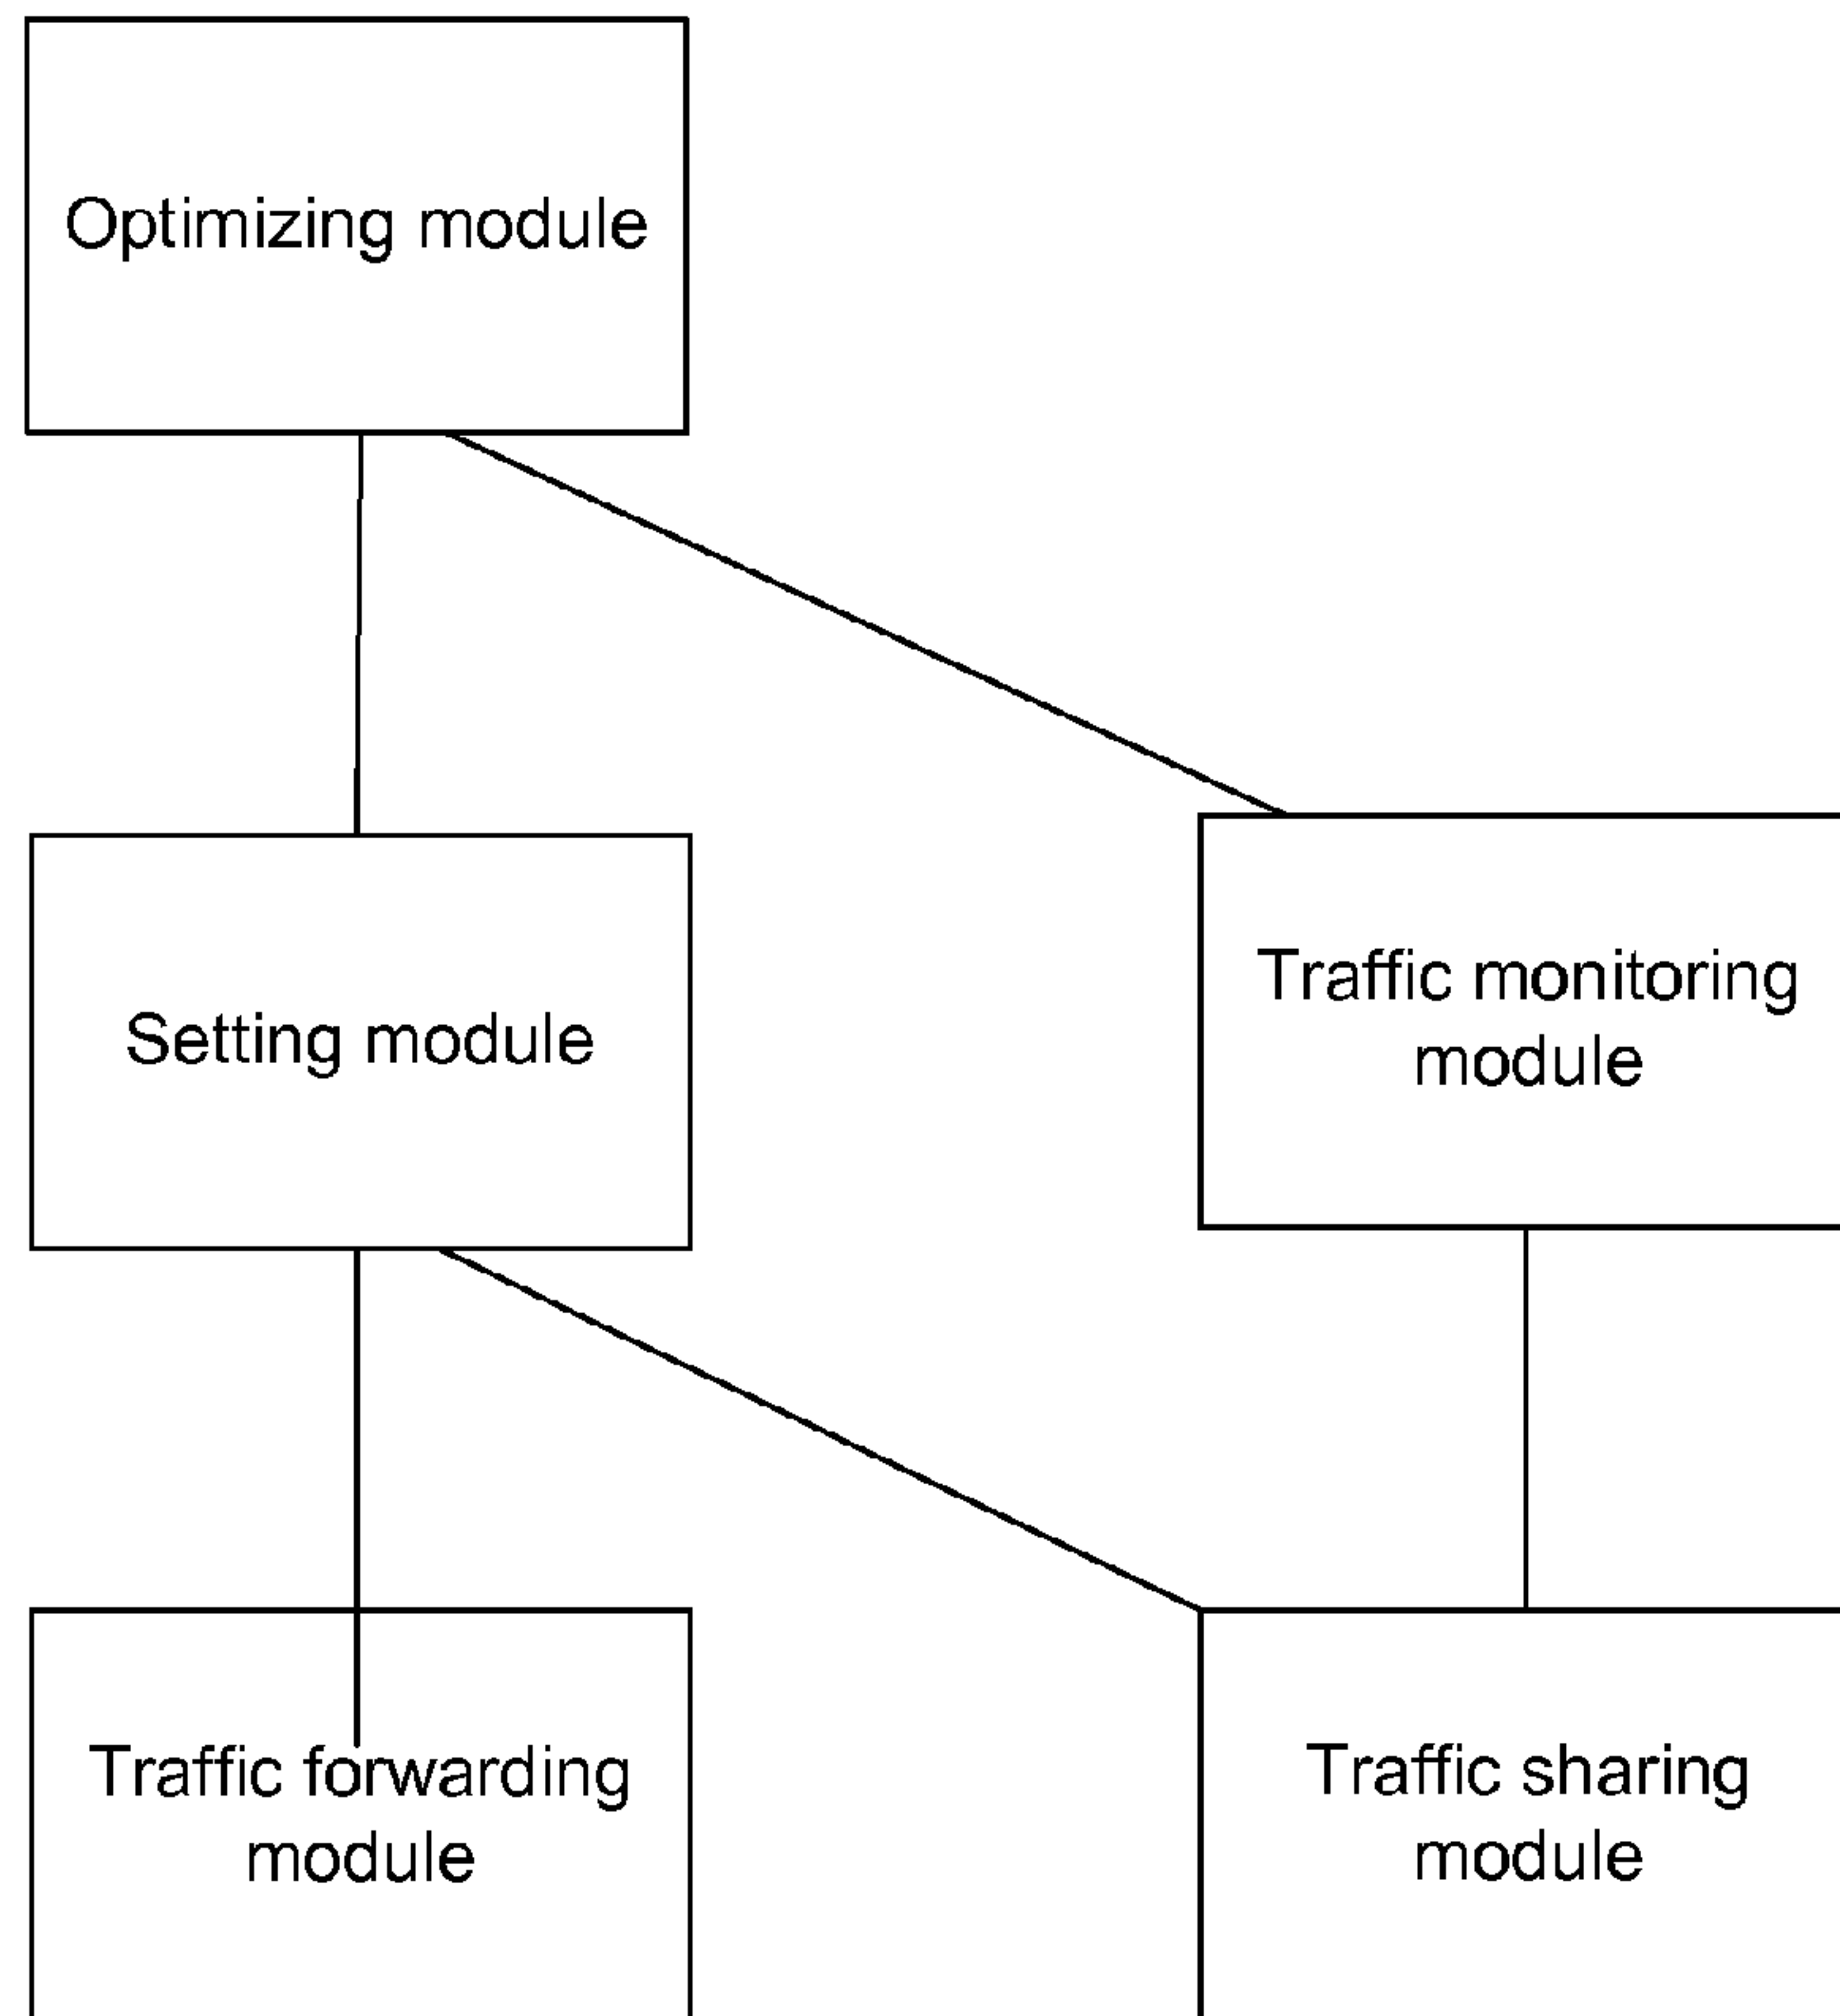 Optimizing module
Setting module
Traffic monitoring
module
Traffic forwarding
module
Traffic sharing
module